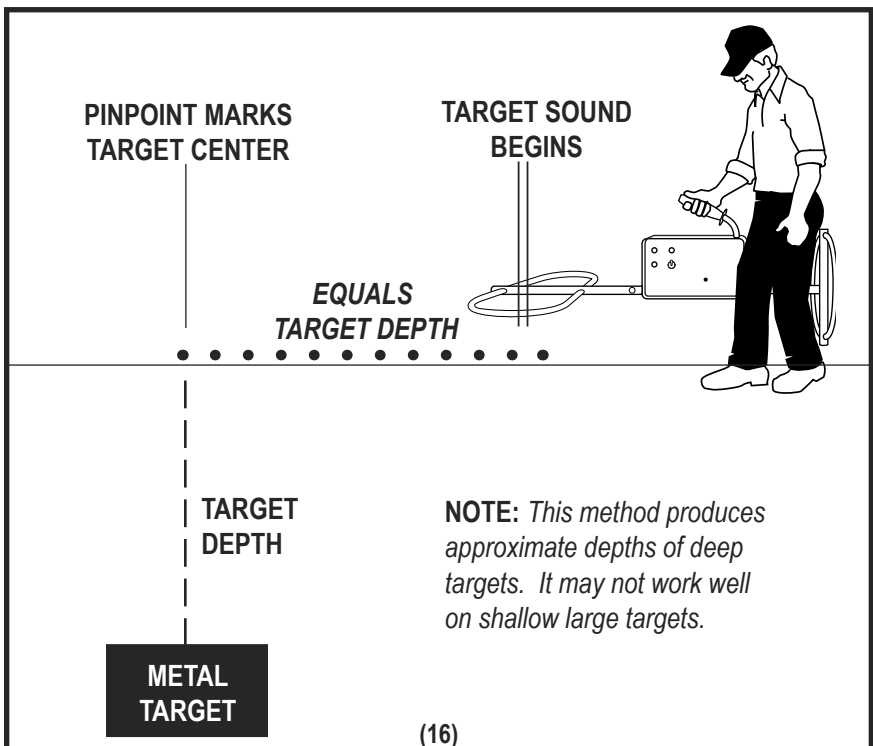 PINPOINT MARKS
TARGET CENTER
TARGET SOUND
BEGINS
EQUALS
TARGET DEPTH
TARGET
DEPTH
NOTE: This method produces
approximate depths of deep
targets. It may not work well
on shallow large targets.
METAL
TARGET
(16)